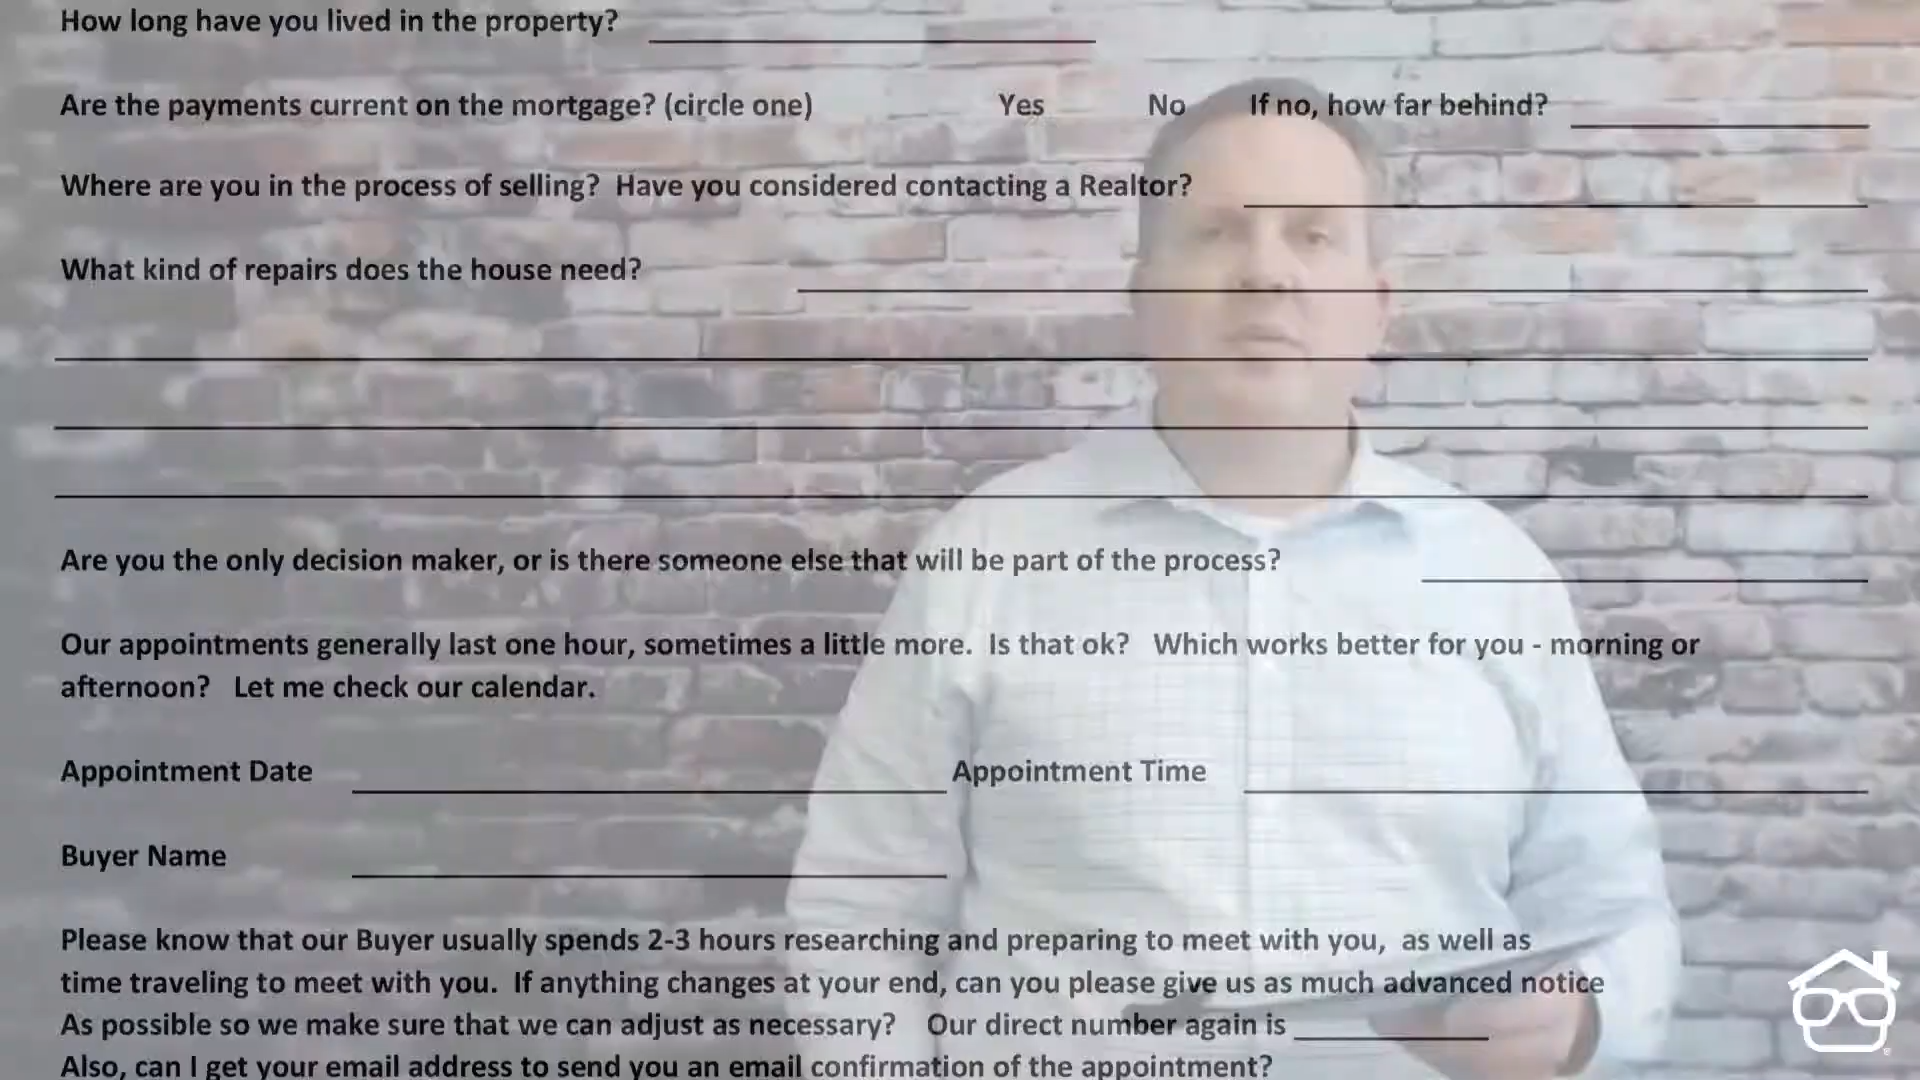 How long have you lived in the property?
Are the payments current on the mortgage? (circle one) Yes No If no, how far behind?
Where are you in the process of selling? Have you considered contacting a Realtor?
What kind of repairs does the house need?
Are you the only decision maker, or is there someone else that will be part of the process?
Our appointments generally last one hour, sometimes a little more. Is that ok? Which works better for you - morning or
afternoon? Let me check our calendar.
Appointment Date Appointment Time
Buyer Name
Please know that our Buyer usually spends 2-3 hours researching and preparing to meet with you, as well as
time traveling to meet with you. If anything changes at your end, can you please give us as much advanced notice
As possible so we make sure that we can adjust as necessary? Our direct number again is
Also, can I get your email address to send you an email confirmation of the appointment?